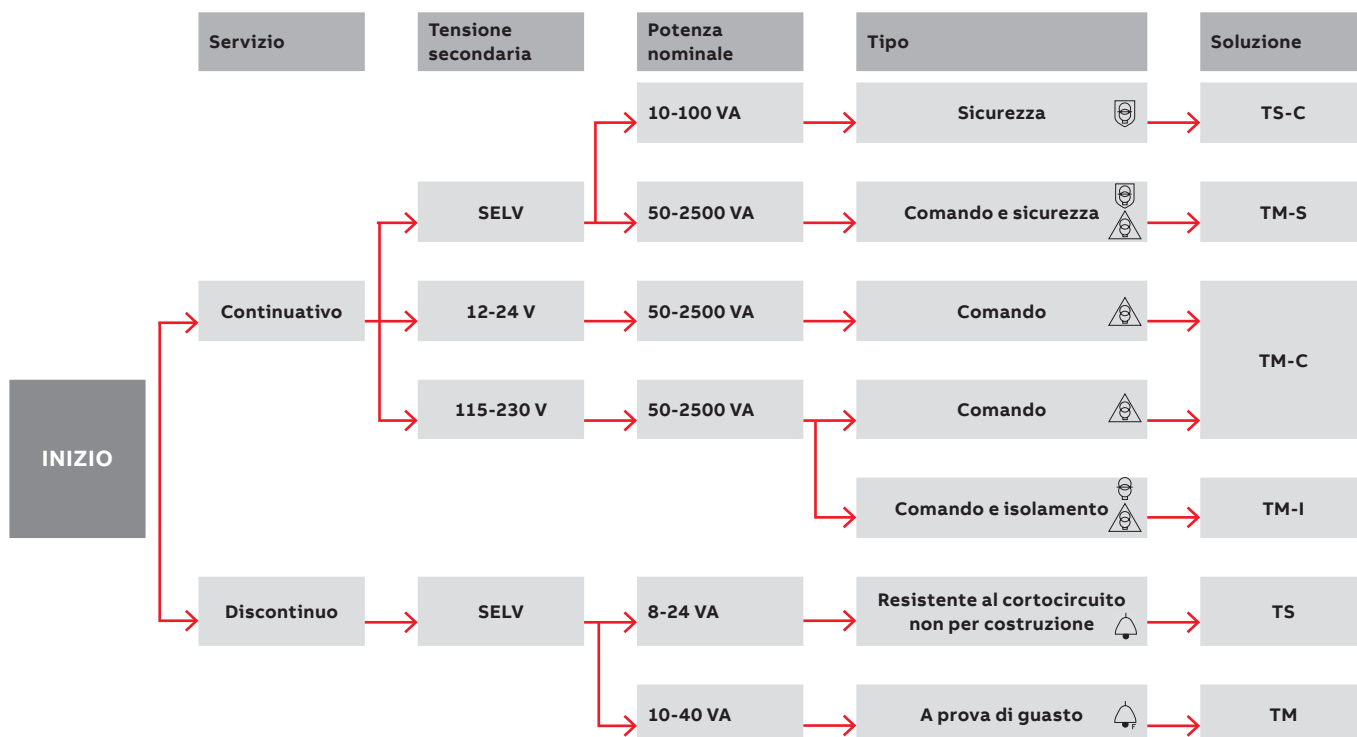 Servizio
Tensione
secondaria
Potenza
nominale
Tipo
Soluzione
10-100 VA
Sicurezza
TS-C
SELV
50-2500 VA
Comando e sicurezza
TM-S
Continuativo
12-24 V
50-2500 VA
Comando
TM-C
115-230 V
50-2500 VA
Comando
INIZIO
Comando e isolamento
TM-I
Discontinuo
SELV
8-24 VA
Resistente al cortocircuito
non per costruzione
TS
10-40 VA
A prova di guasto
F
TM